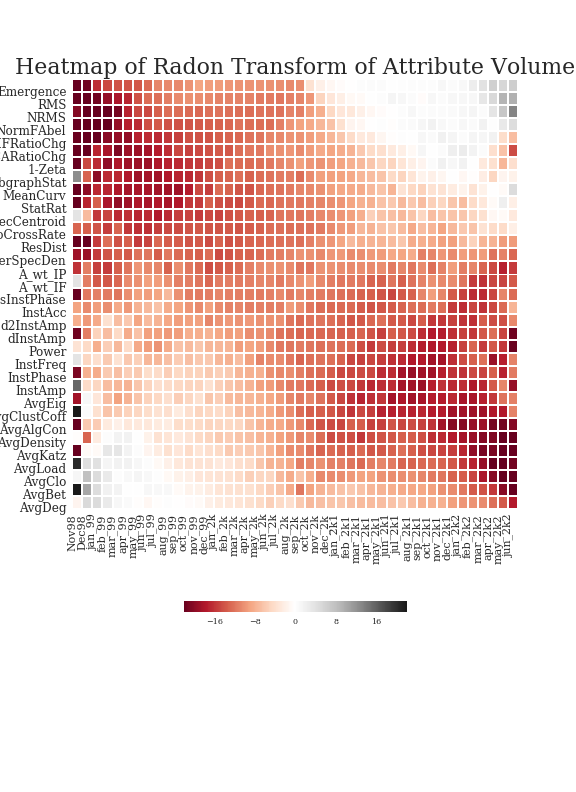 Heatmap of Radon Transform of Attribute Volume
Emergence
RMS
NRMS
NormFAbel
IFRatioChg
ARatioChg
1-Zeta
bgraphStat
MeanCurv
StatRat
ecCentroid
oCrossRate
ResDist
erSpecDen
A_wt_IP
A_wt_IF
sInstPhase
InstAcc
d2InstAmp
dInstAmp
Power
InstFreq
InstPhase
InstAmp
AvgEig
vgClustCoff
AvgAlgCon
AvgDensity
AvgKatz
AvgLoad
AvgClo
AvgBet
AvgDeg
Nov98
Dec98
jan_99
feb_99
mar_99
apr_99
may_99
jun_99
jul_99
aug_99
sep_99
oct_99
nov_99
dec_99
jan_2k
feb_2k
mar_2k
apr_2k
may_2k
jun_2k
jul_2k
aug_2k
sep_2k
oct_2k
nov_2k
dec_2k
jan_2k1
feb_2k1
mar_2k1
apr_2k1
may_2k1
jun_2k1
jul_2k1
aug_2k1
sep_2k1
oct_2k1
nov_2k1
dec_2k1
jan_2k2
feb_2k2
mar_2k2
apr_2k2
may_2k2
jun_2k2
−16 −8 0 8 16